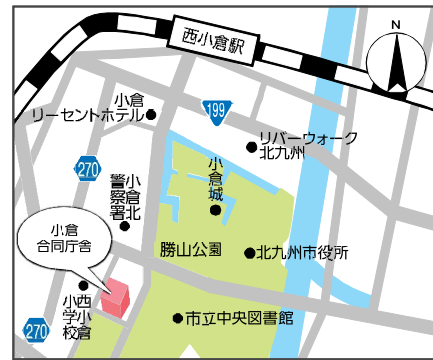 西小倉駅
N
199
小倉
リーセントホテル
リバーウォーク
北九州
270
小倉北
警察署
小倉城
小倉
合同庁舎
勝山公園
北九州市役所
西小倉
小学校
270
市立中央図書館